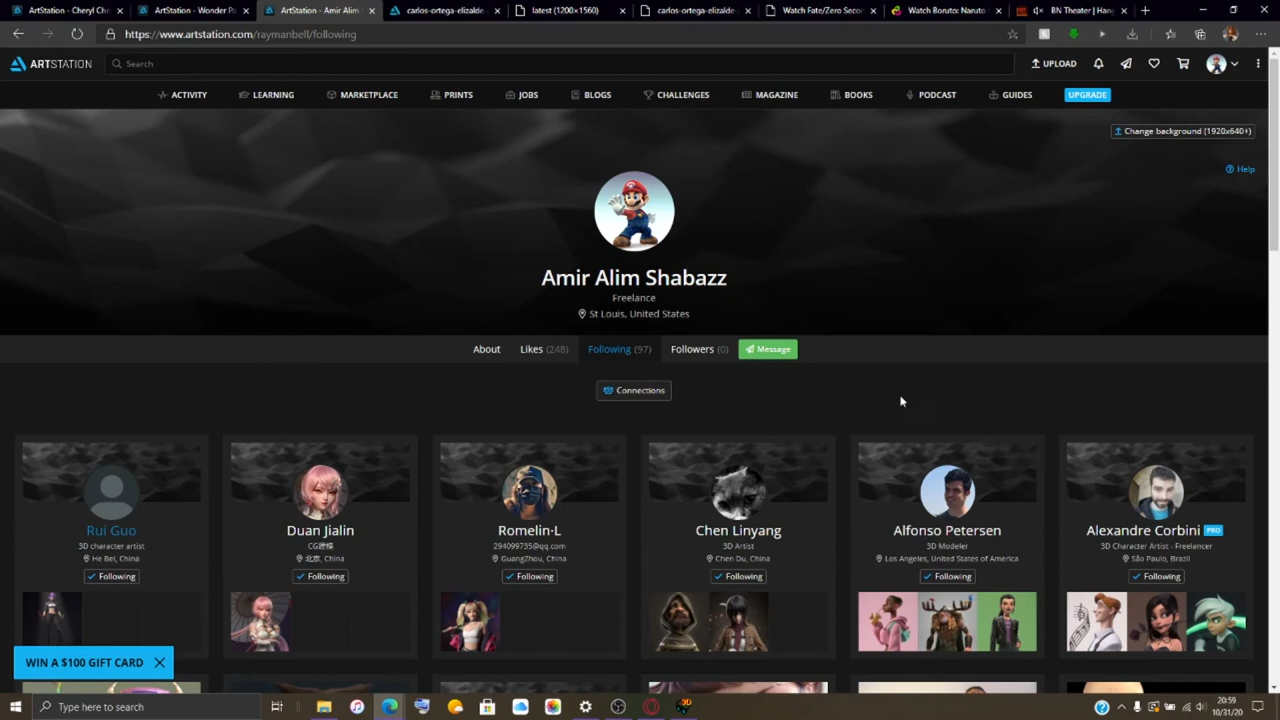 ArtStation - Cheryl Che
ArtStation - Wonder Pa
ArtStation - Amir Alim
carlos-ortega-elizalde
latest (1200×1560)
carlos-ortega-elizalde
Watch Fate/Zero Secon
Watch Boruto: Naruto
BN Theater | Hang
https://www.artstation.com/raymanbell/following
ARTSTATION
Search
UPLOAD
ACTIVITY
LEARNING
MARKETPLACE
PRINTS
JOBS
BLOGS
CHALLENGES
MAGAZINE
BOOKS
PODCAST
GUIDES
UPGRADE
Change background (1920x640+)
Help
Amir Alim Shabazz
Freelance
St Louis, United States
About
Likes (248)
Following (97)
Followers (0)
Message
Connections
Rui Guo
3D character artist
He Bei, China
Following
Duan Jialin
CG建模
北京, China
Following
Romelin·L
294099735@qq.com
GuangZhou, China
Following
Chen Linyang
3D Artist
Chen Du, China
Following
Alfonso Petersen
3D Modeler
Los Angeles, United States of America
Following
Alexandre Corbini PRO
3D Character Artist - Freelancer
São Paulo, Brazil
Following
WIN A $100 GIFT CARD
Type here to search
20:59
10/31/20